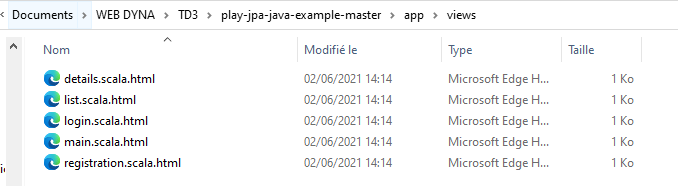 Documents > WEB DYNA > TD3 > play-jpa-java-example-master > app > views
Nom Modifié le Type Taille
details.scala.html 02/06/2021 14:14 Microsoft Edge H... 1 Ko
list.scala.html 02/06/2021 14:14 Microsoft Edge H... 1 Ko
login.scala.html 02/06/2021 14:14 Microsoft Edge H... 1 Ko
main.scala.html 02/06/2021 14:14 Microsoft Edge H... 1 Ko
registration.scala.html 02/06/2021 14:14 Microsoft Edge H... 1 Ko